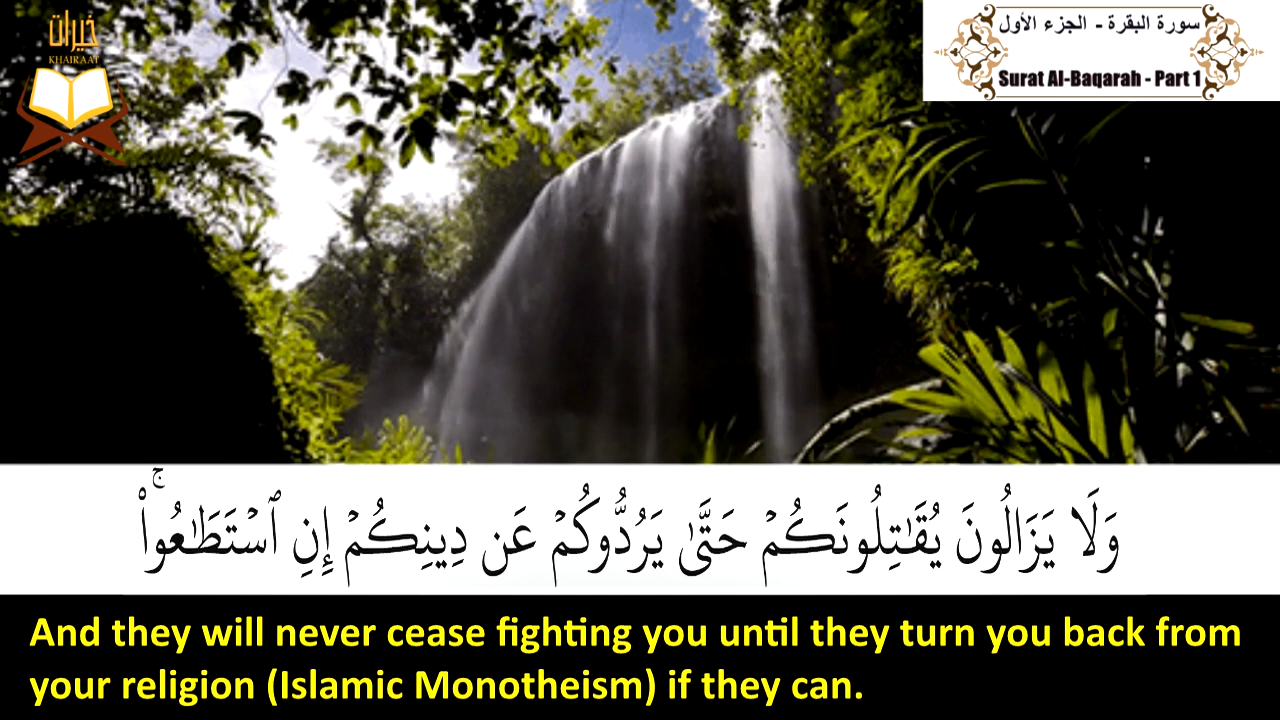 خيرات
KHAIRAAT
سورة البقرة - الجزء الأول
Surat Al-Baqarah - Part 1
وَلَا يَزَالُونَ يُقَـٰتِلُونَكُمْ حَتَّىٰ يَرُدُّوكُمْ عَن دِينِكُمْ إِنِ ٱسْتَطَـٰعُوا۟ ۚ
And they will never cease fighting you until they turn you back from
your religion (Islamic Monotheism) if they can.